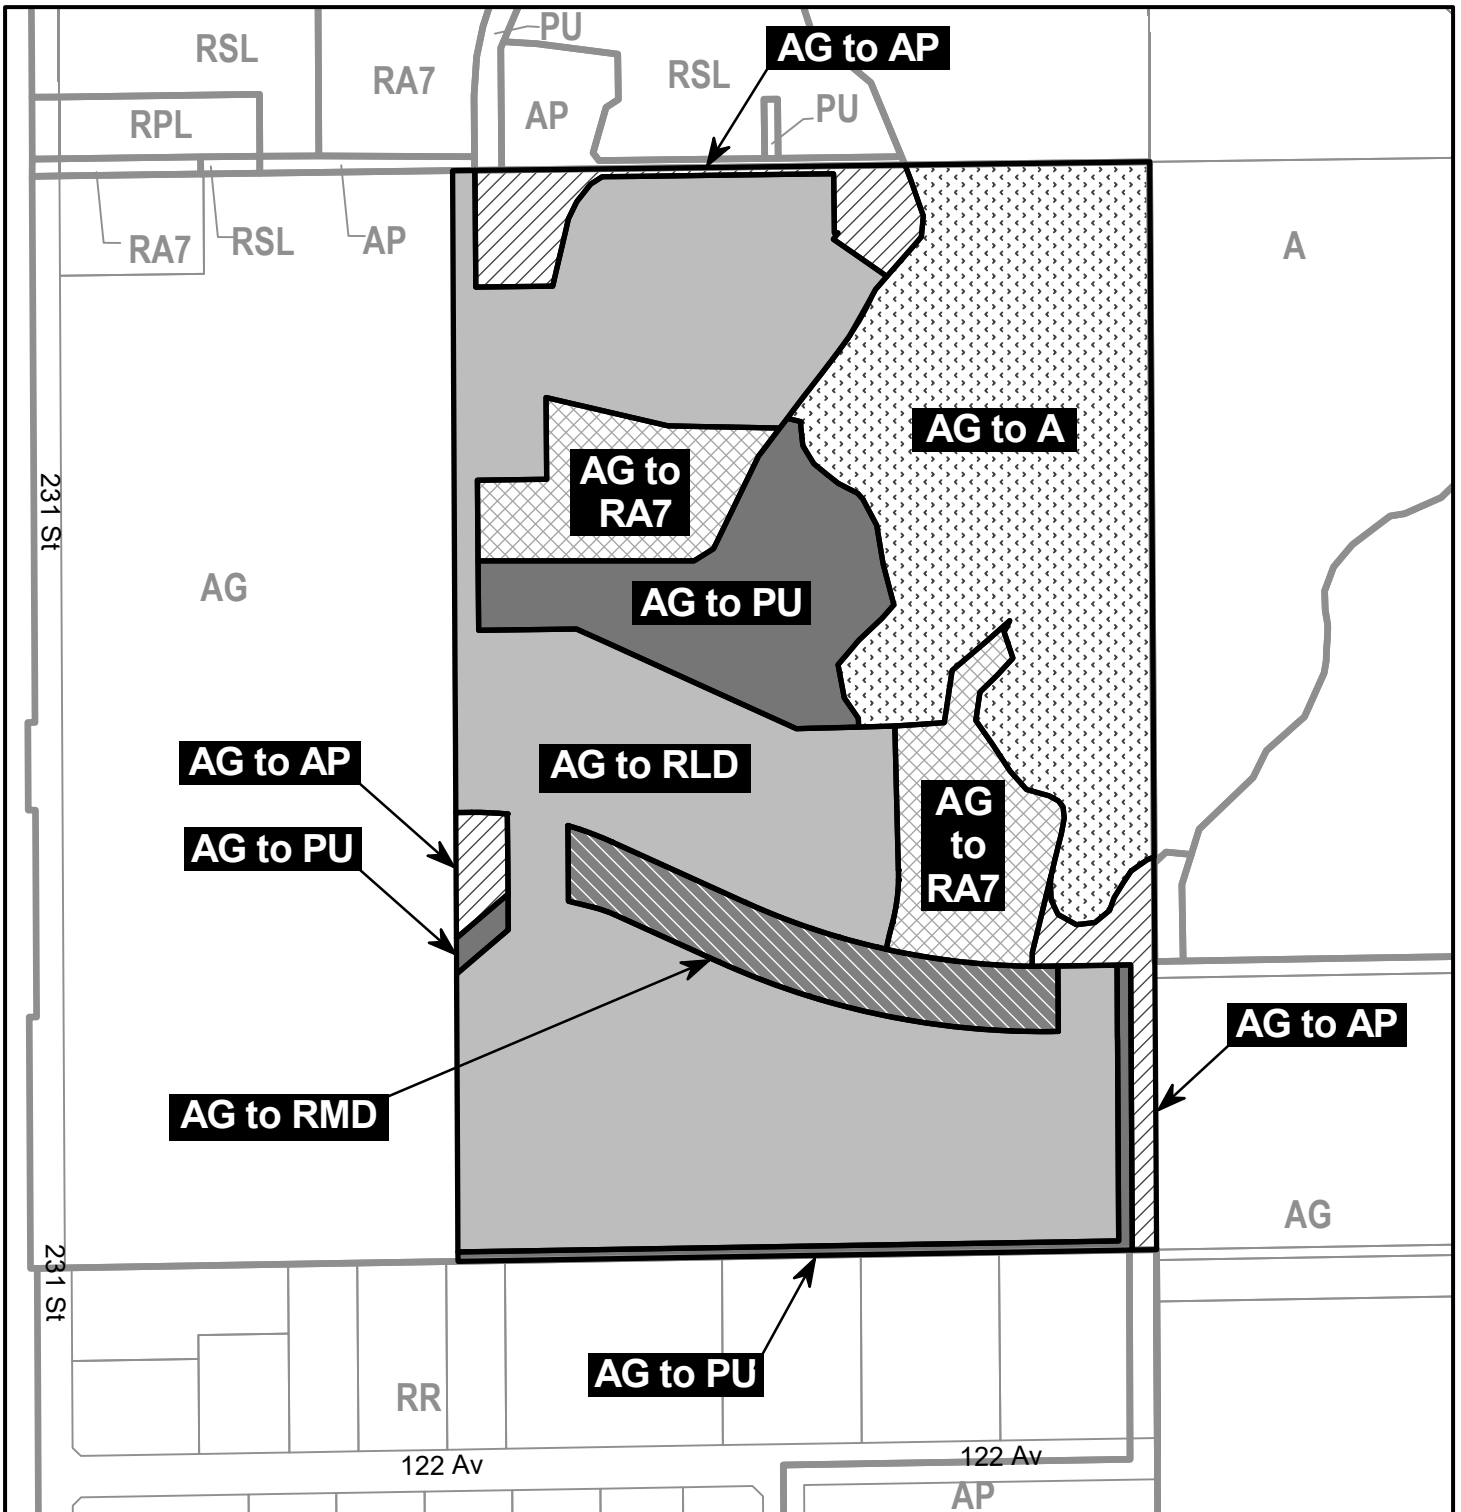 PU
RSL
AG to AP
RA7
RSL
PU
RPL
AP
RA7
RSL
AP
A
AG to A
AG to
RA7
231 St
AG
AG to PU
AG to AP
AG to RLD
AG to PU
AG
to
RA7
AG to AP
AG to RMD
AG
231 St
AG to PU
RR
122 Av
122 Av
AP